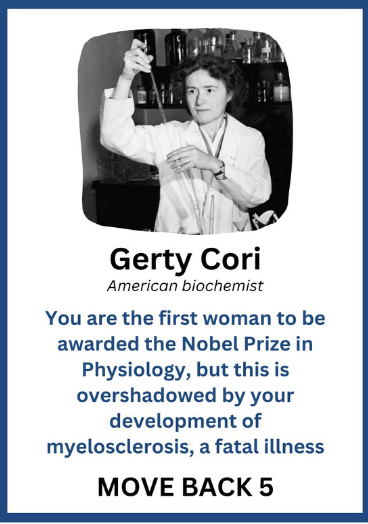 Gerty Cori
American biochemist
You are the first woman to be
awarded the Nobel Prize in
Physiology, but this is
overshadowed by your
development of
myelosclerosis, a fatal illness
MOVE BACK 5